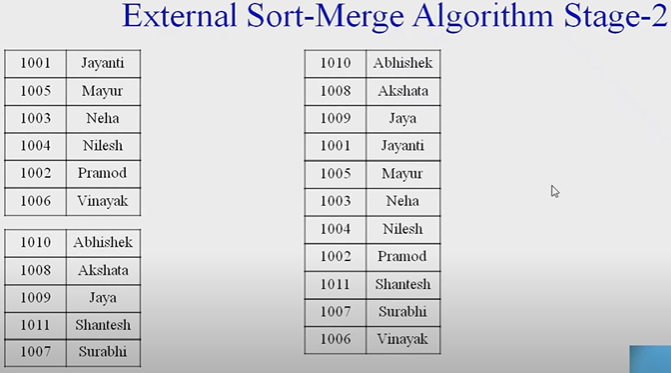 External Sort-Merge Algorithm Stage-2
1001 Jayanti
1005 Mayur
1003 Neha
1004 Nilesh
1002 Pramod
1006 Vinayak
1010 Abhishek
1008 Akshata
1009 Jaya
1011 Shantesh
1007 Surabhi
1010 Abhishek
1008 Akshata
1009 Jaya
1001 Jayanti
1005 Mayur
1003 Neha
1004 Nilesh
1002 Pramod
1011 Shantesh
1007 Surabhi
1006 Vinayak